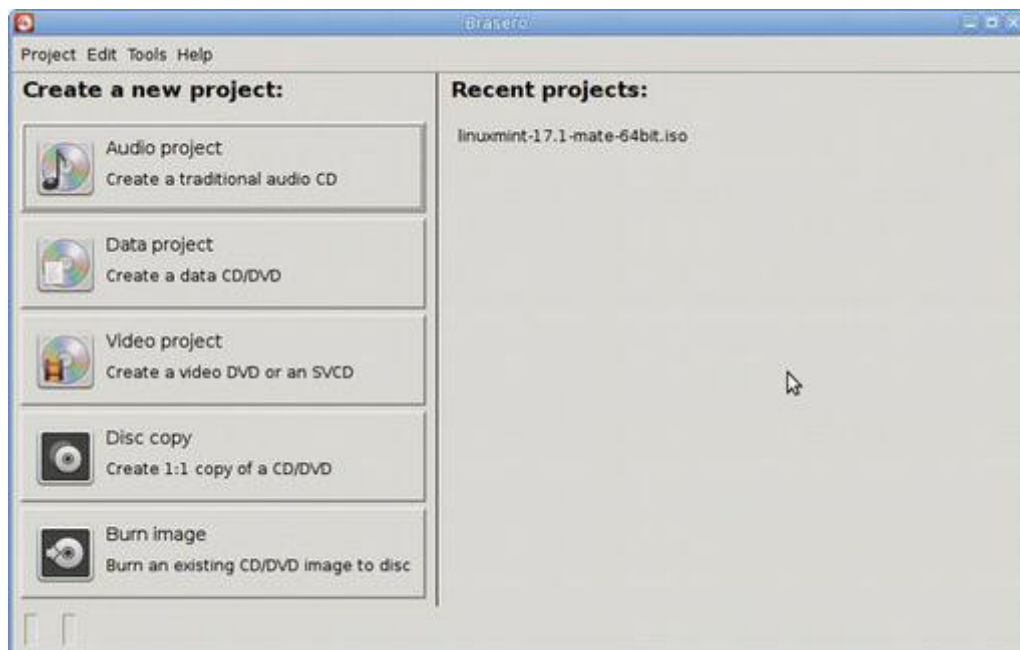 Brasero
Project Edit Tools Help
Create a new project:
Audio project
Create a traditional audio CD
Data project
Create a data CD/DVD
Video project
Create a video DVD or an SVCD
Disc copy
Create 1:1 copy of a CD/DVD
Burn image
Burn an existing CD/DVD image to disc
Recent projects:
linuxmint-17.1-mate-64bit.iso